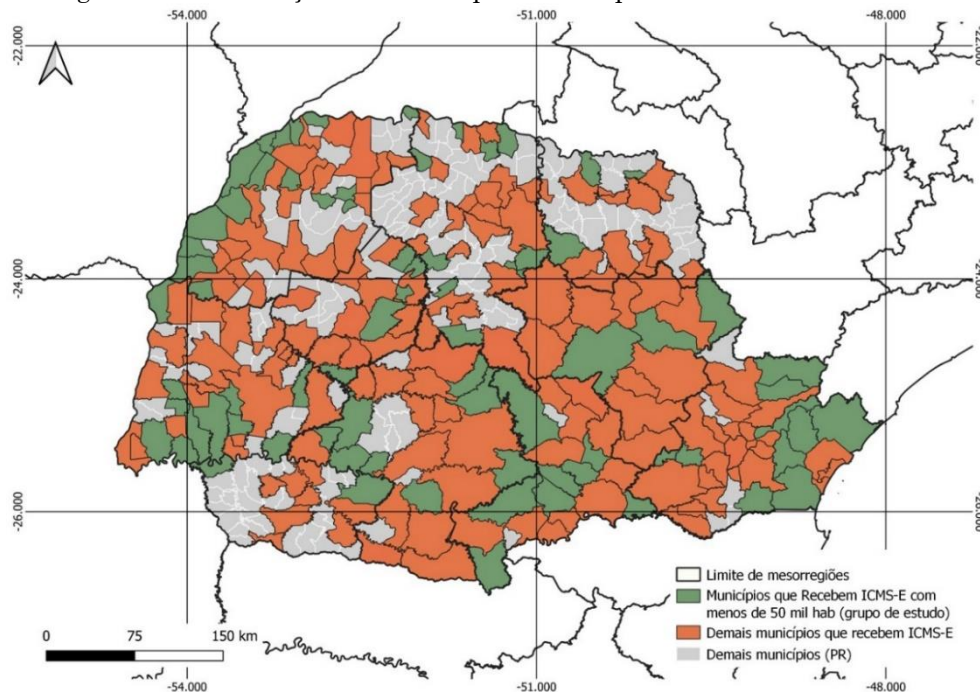 -54.000 -51.000 -48.000
-22.000
-24.000
-26.000
Limite de mesorregiões
Municípios que Recebem ICMS-E com
menos de 50 mil hab (grupo de estudo)
Demais municípios que recebem ICMS-E
Demais municípios (PR)
0 75 150 km
-54.000 -51.000 -48.000